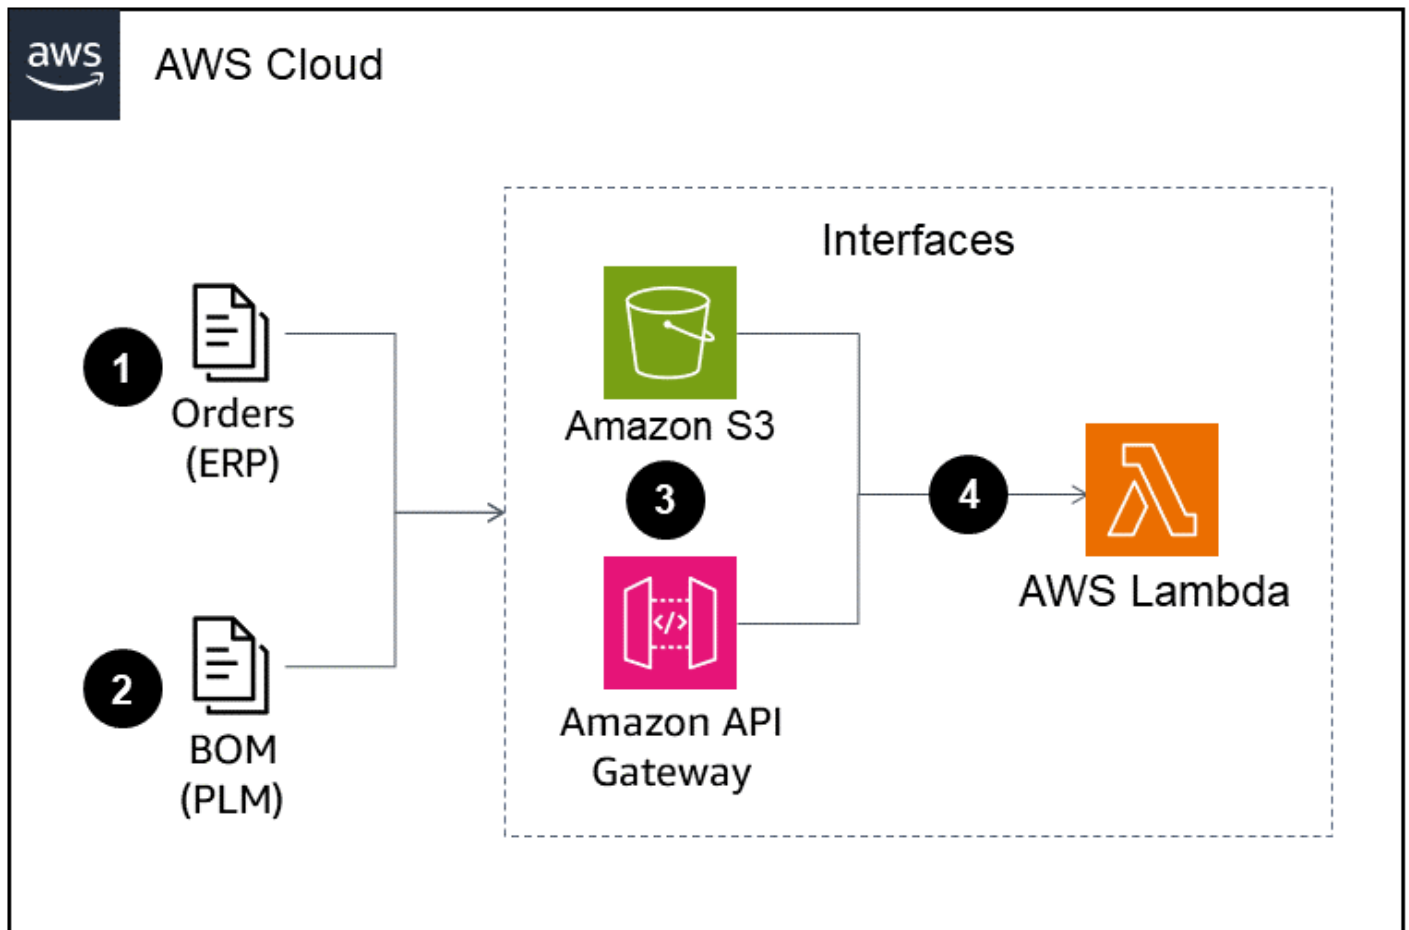 aws
AWS Cloud
Interfaces
1
Orders
(ERP)
Amazon S3
3
4
</>
AWS Lambda
2
BOM
(PLM)
Amazon API
Gateway